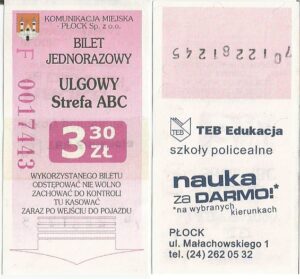 KOMUNIKACJA MIEJSKA
- PŁOCK Sp. z o.o.
BILET
JEDNORAZOWY
ULGOWY
Strefa ABC
F 0017443
3 30 ZŁ
WYKORZYSTANEGO BILETU
ODSTĘPOWAĆ NIE WOLNO
ZACHOWAĆ DO KONTROLI
TU KASOWAĆ
ZARAZ PO WEJŚCIU DO POJAZDU
TEB TEB Edukacja
szkoły policealne
nauka
za DARMO!*
*na wybranych
kierunkach
PŁOCK
ul. Małachowskiego 1
tel. (24) 262 05 32